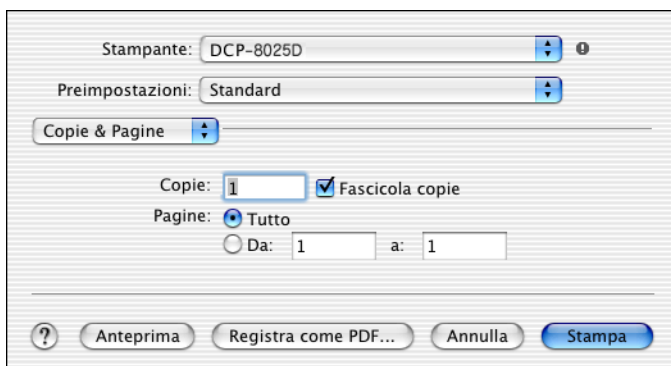 Stampante: DCP-8025D
Preimpostazioni: Standard
Copie & Pagine
Copie: 1 Fascicola copie
Pagine: Tutto
Da: 1 a: 1
? Anteprima Registra come PDF... Annulla Stampa